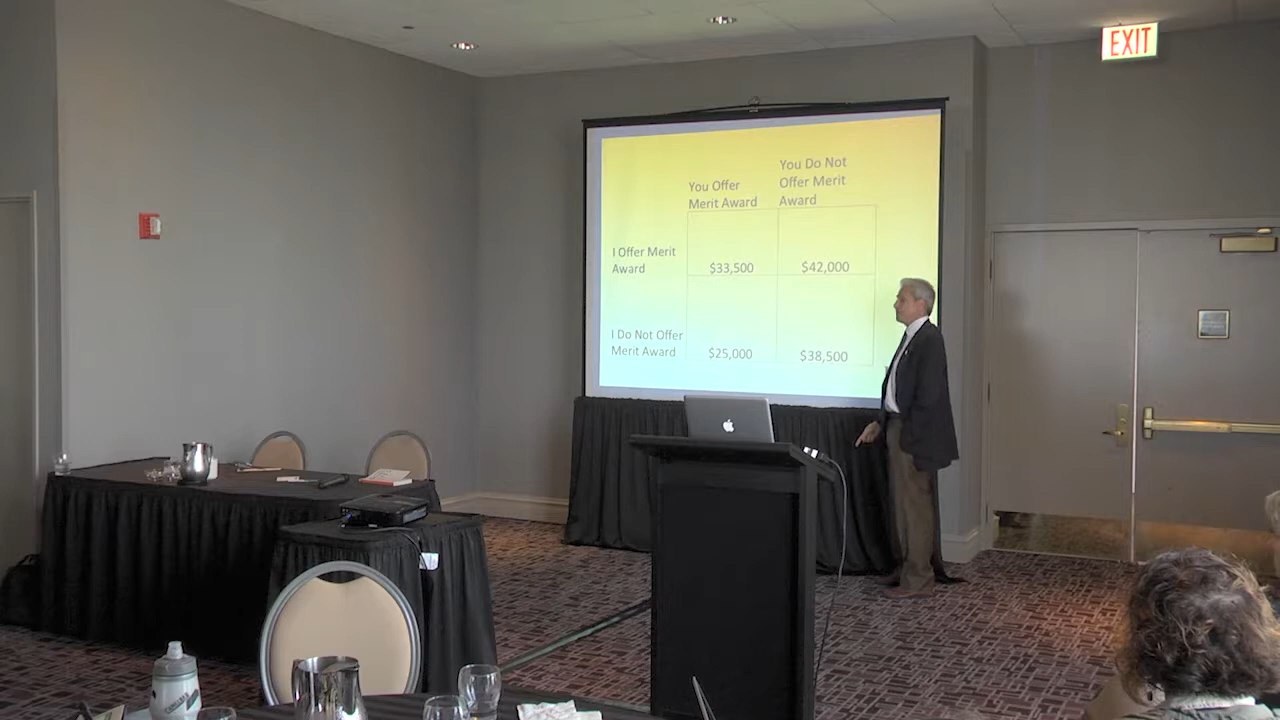 EXIT
You Do Not
You Offer Offer Merit
Merit Award Award
I Offer Merit
Award $33,500 $42,000
I Do Not Offer
Merit Award $25,000 $38,500